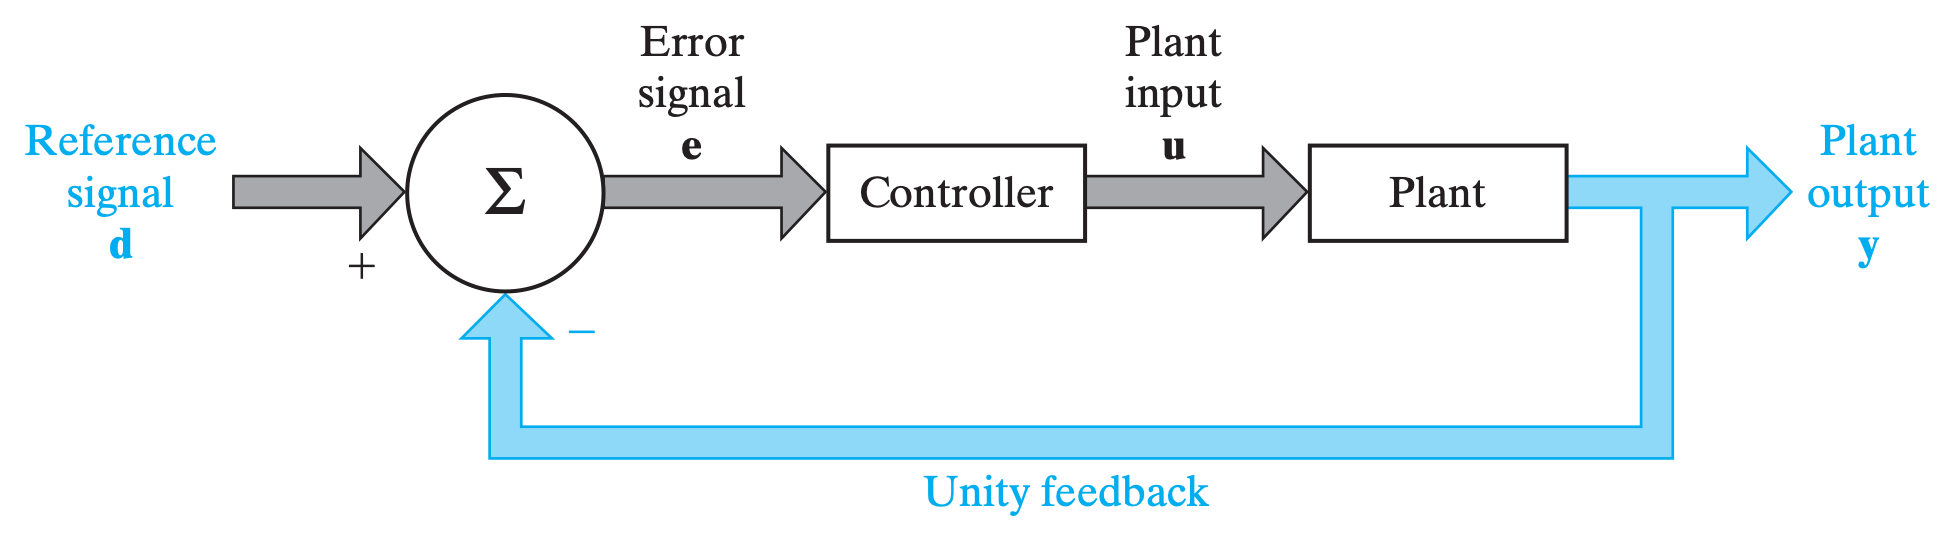 Reference
signal
d
+
Σ
−
Error
signal
e
Controller
Plant
input
u
Plant
Plant
output
y
Unity feedback